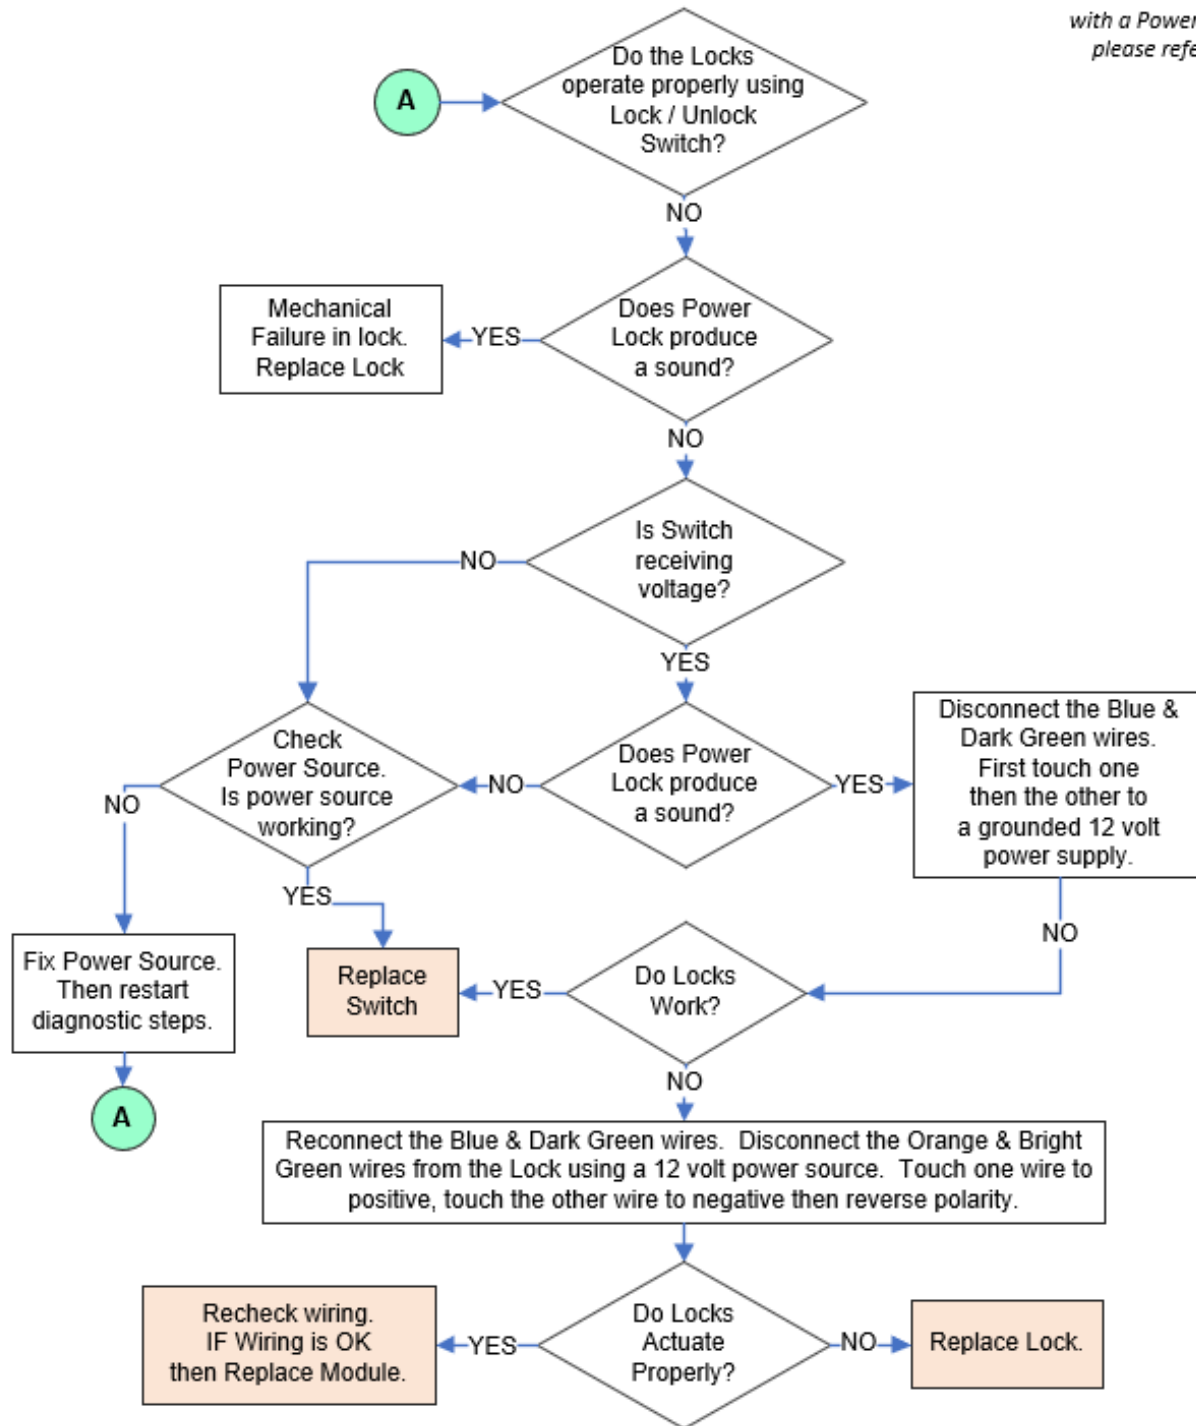 with a Power
please refe
A
Do the Locks
operate properly using
Lock / Unlock
Switch?
NO
Mechanical
Failure in lock.
Replace Lock
YES
Does Power
Lock produce
a sound?
NO
Is Switch
receiving
voltage?
NO
YES
Check
Power Source.
Is power source
working?
NO
Does Power
Lock produce
a sound?
YES
Disconnect the Blue &
Dark Green wires.
First touch one
then the other to
a grounded 12 volt
power supply.
NO
YES
NO
Fix Power Source.
Then restart
diagnostic steps.
A
Replace
Switch
YES
Do Locks
Work?
NO
Reconnect the Blue & Dark Green wires. Disconnect the Orange & Bright
Green wires from the Lock using a 12 volt power source. Touch one wire to
positive, touch the other wire to negative then reverse polarity.
Recheck wiring.
IF Wiring is OK
then Replace Module.
YES
Do Locks
Actuate
Properly?
NO
Replace Lock.